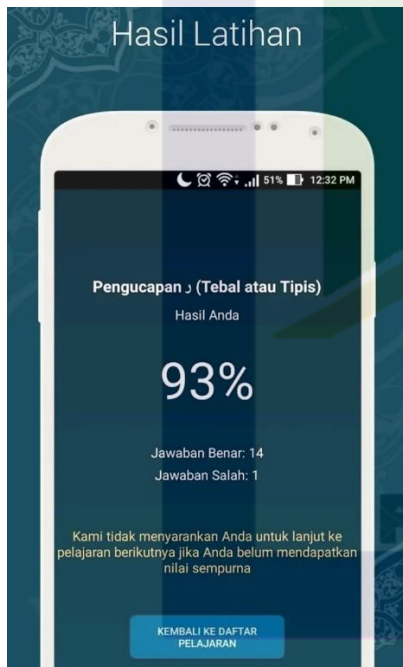 Hasil Latihan
51% 12:32 PM
Pengucapan ر (Tebal atau Tipis)
Hasil Anda
93%
Jawaban Benar: 14
Jawaban Salah: 1
Kami tidak menyarankan Anda untuk lanjut ke
pelajaran berikutnya jika Anda belum mendapatkan
nilai sempurna
KEMBALI KE DAFTAR
PELAJARAN